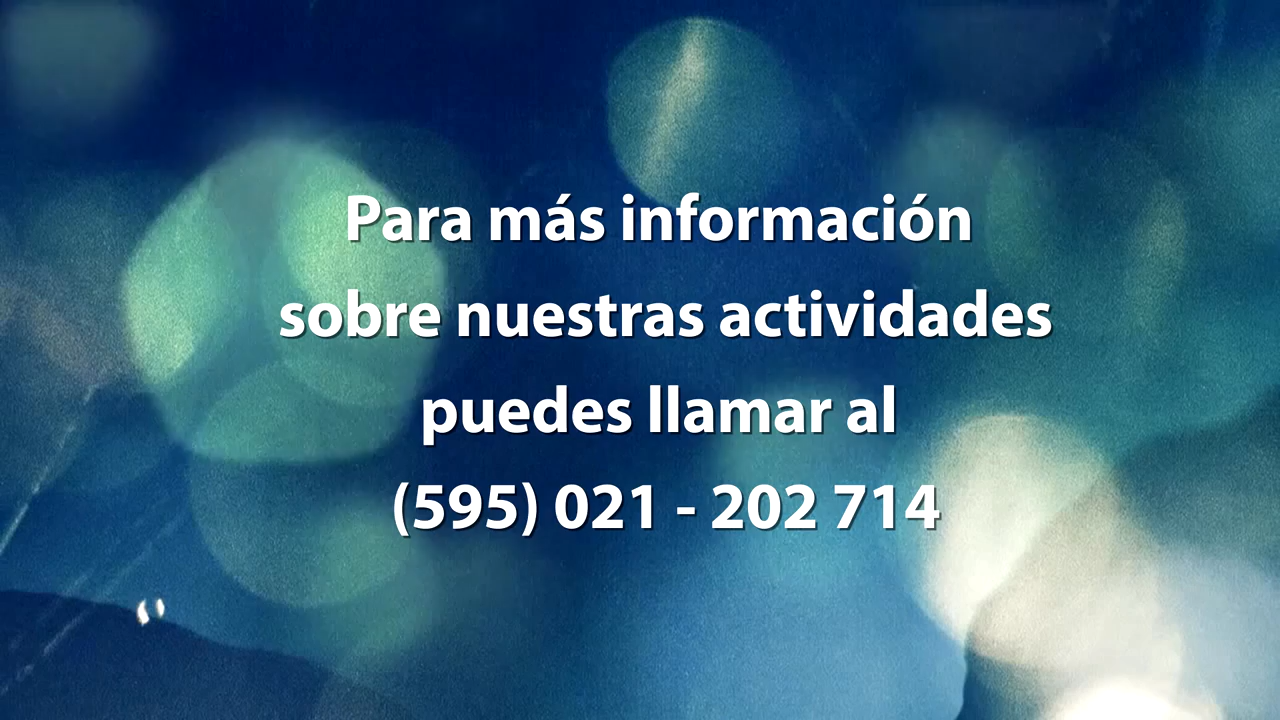 Para más información
sobre nuestras actividades
puedes llamar al
(595) 021 - 202 714